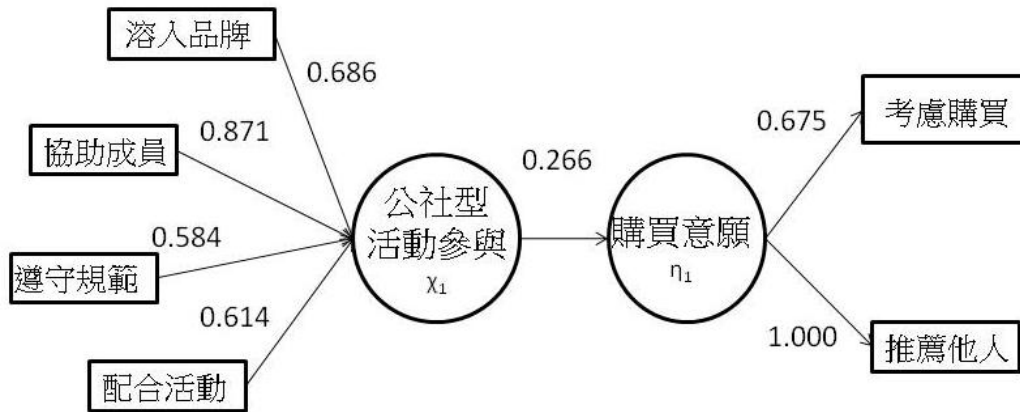 溶入品牌
0.686
協助成員
0.871
遵守規範
0.584
配合活動
0.614
公社型
活動參與
χ₁
0.266
購買意願
η₁
0.675
考慮購買
1.000
推薦他人